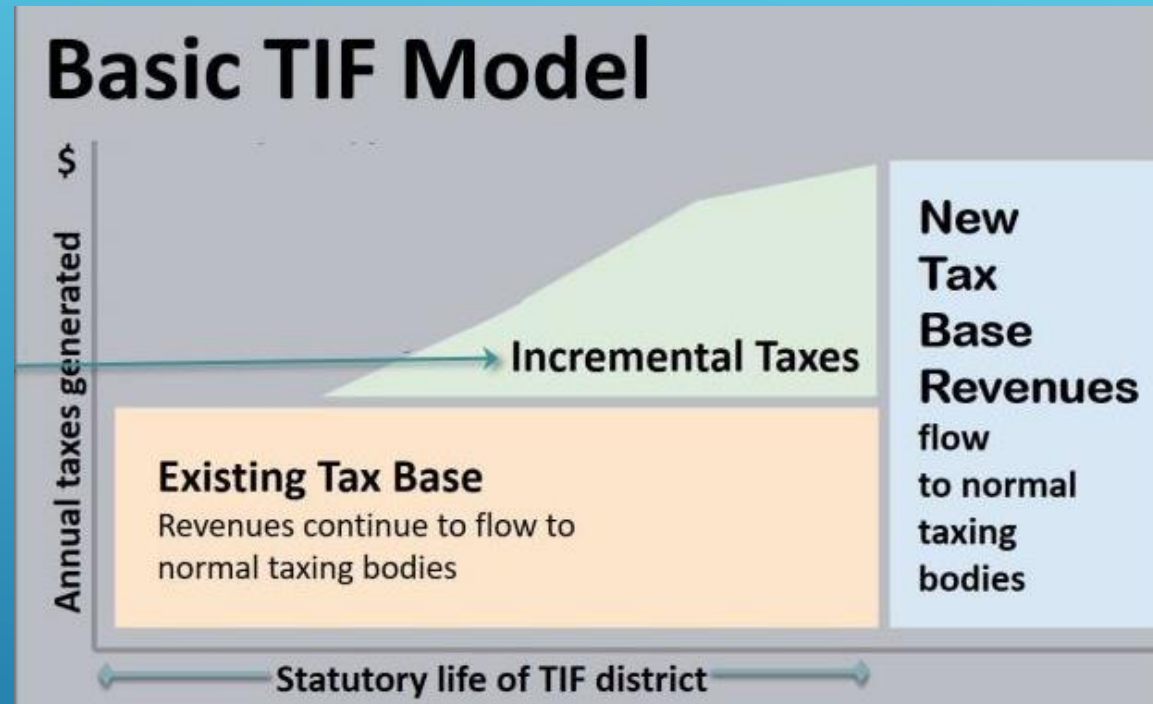 Basic TIF Model
$
Annual taxes generated
Incremental Taxes
Existing Tax Base
Revenues continue to flow to
normal taxing bodies
New
Tax
Base
Revenues
flow
to normal
taxing
bodies
Statutory life of TIF district